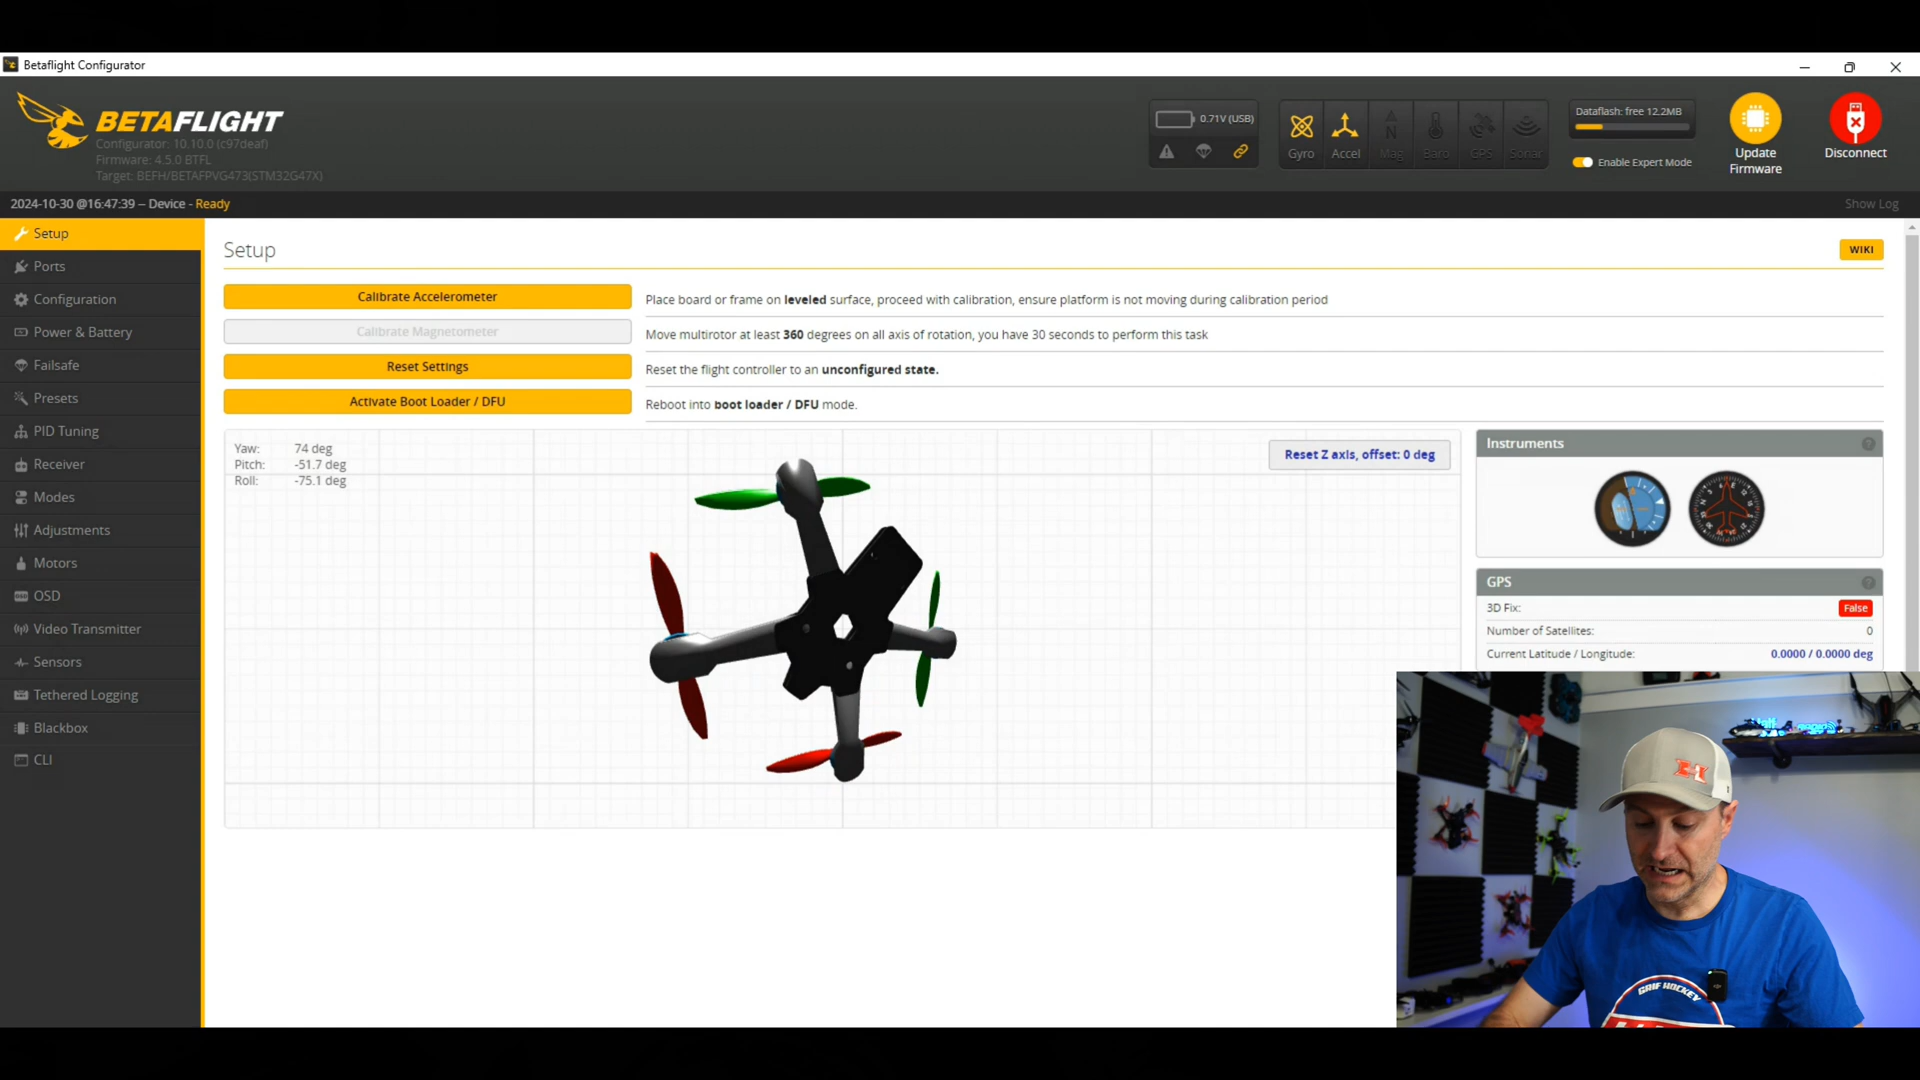 Betaflight Configurator
BETAFLIGHT
Configurator: 10.10.0 (c97deaf)
Firmware: 4.5.0 BTFL
Target: BEFH/BETAFPVG473(STM32G47X)
0.71V (USB)
Gyro
Accel
Mag
Baro
GPS
Sonar
Dataflash: free 12.2MB
Enable Expert Mode
Update
Firmware
Disconnect
2024-10-30 @16:47:39 -- Device - Ready
Show Log
Setup
Ports
Configuration
Power & Battery
Failsafe
Presets
PID Tuning
Receiver
Modes
Adjustments
Motors
OSD
Video Transmitter
Sensors
Tethered Logging
Blackbox
CLI
Setup
WIKI
Calibrate Accelerometer
Place board or frame on leveled surface, proceed with calibration, ensure platform is not moving during calibration period
Calibrate Magnetometer
Move multirotor at least 360 degrees on all axis of rotation, you have 30 seconds to perform this task
Reset Settings
Reset the flight controller to an unconfigured state.
Activate Boot Loader / DFU
Reboot into boot loader / DFU mode.
Yaw: 74 deg
Pitch: -51.7 deg
Roll: -75.1 deg
Reset Z axis, offset: 0 deg
Instruments
GPS
3D Fix: False
Number of Satellites: 0
Current Latitude / Longitude: 0.0000 / 0.0000 deg
GRIF HOCKEY